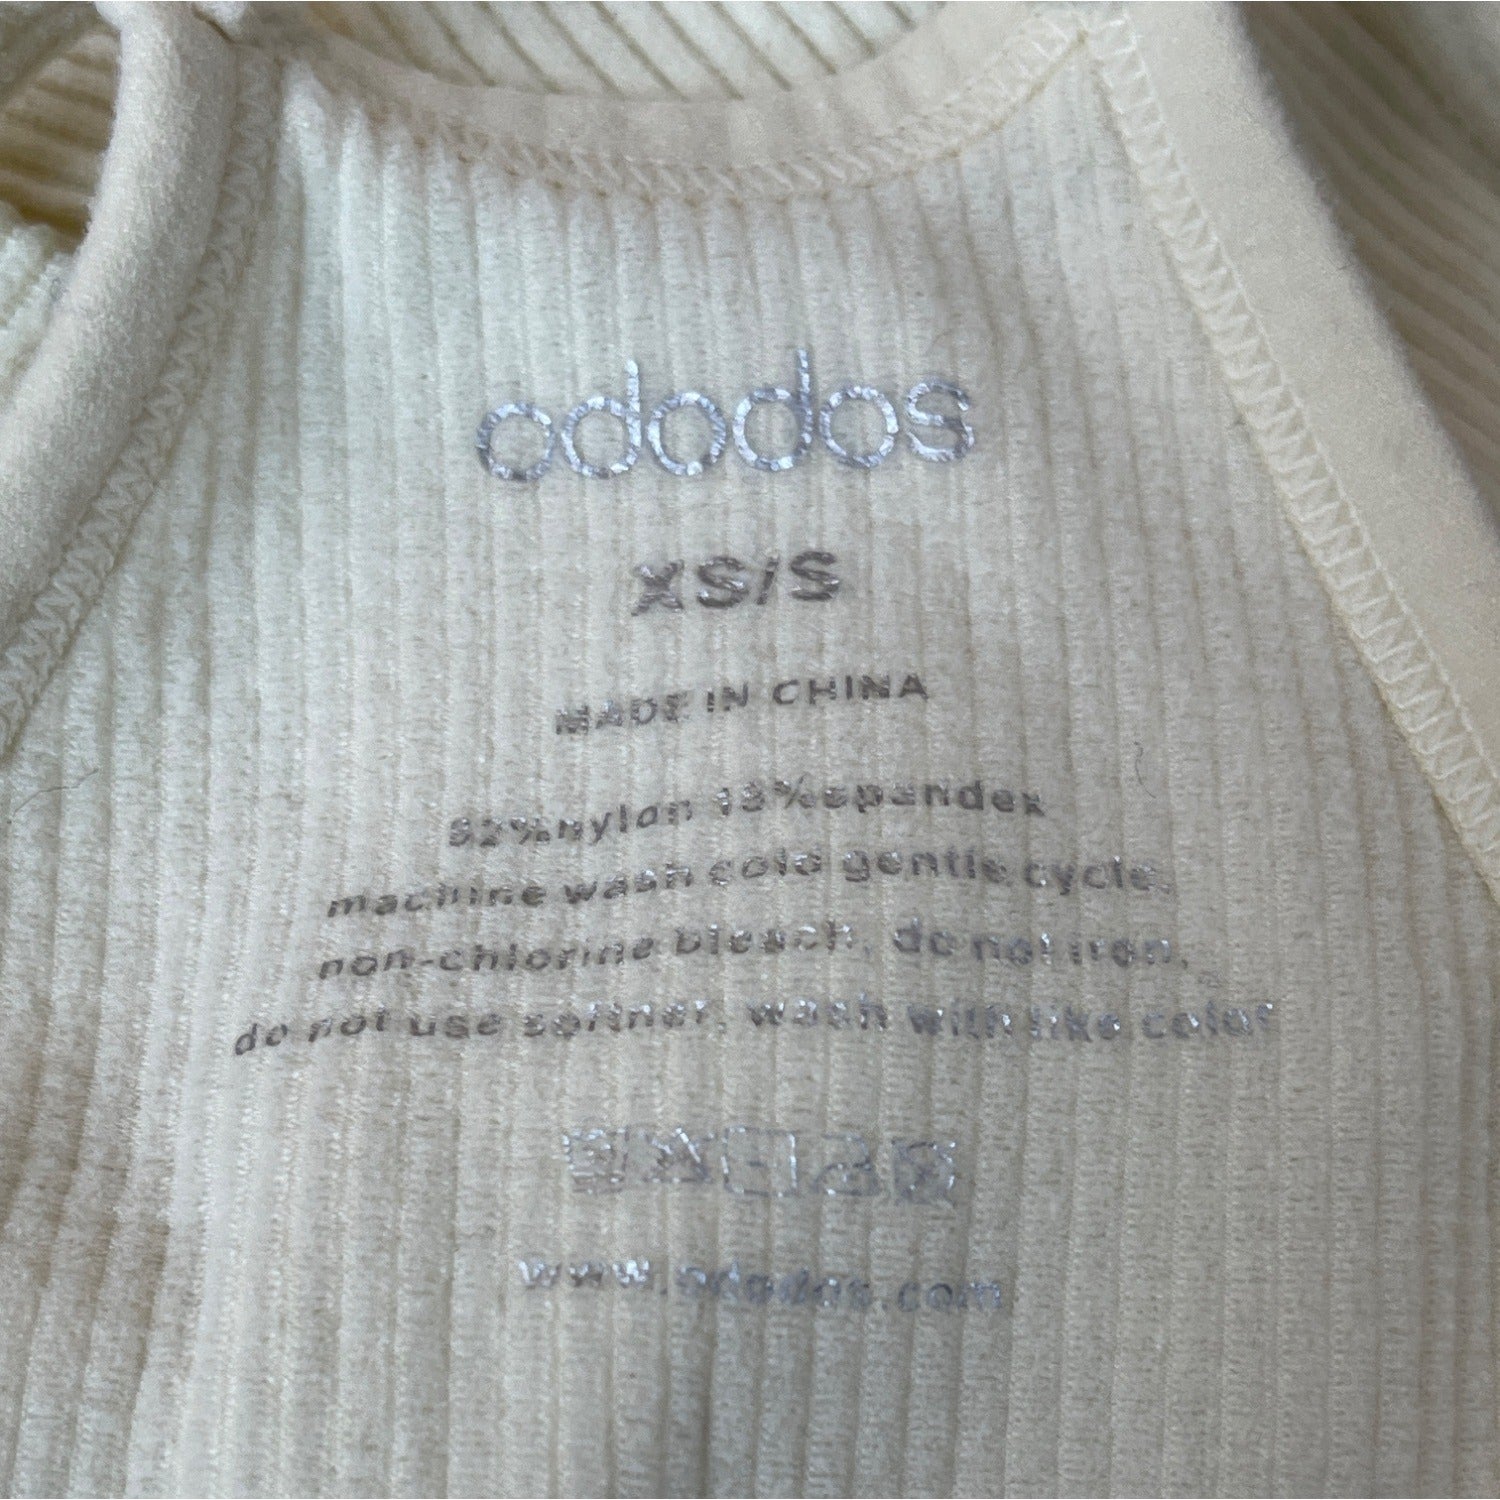 ododos
XS/S
MADE IN CHINA
82%nylon 18%spandex
machine wash cold gentle cycle,
non-chlorine bleach, do not iron,
do not use softner, wash with like color
www.ododos.com